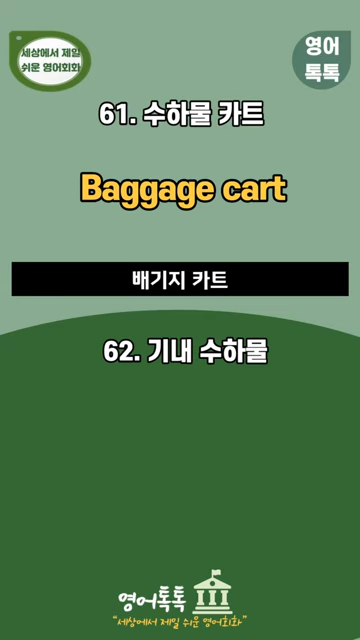 세상에서 제일
쉬운 영어회화
영어
톡톡
61. 수하물 카트
Baggage cart
배기지 카트
62. 기내 수하물
영어톡톡
"세상에서 제일 쉬운 영어회화"